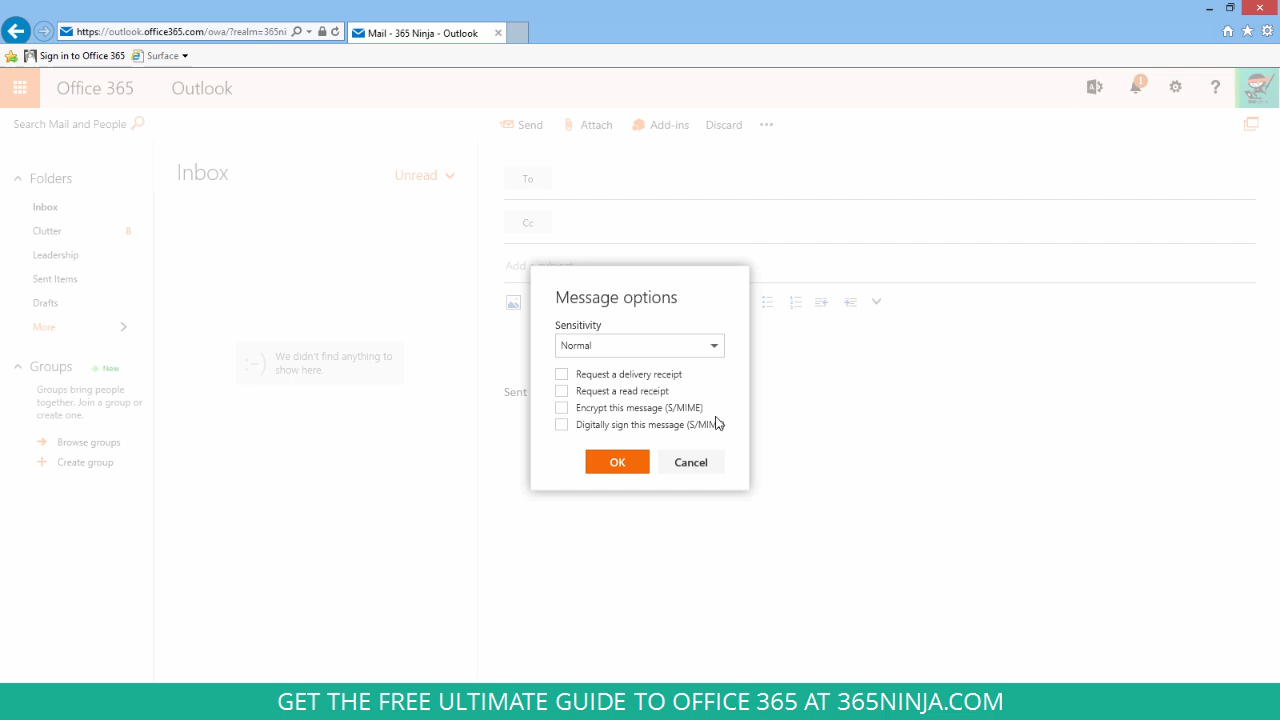 https://outlook.office365.com/owa/?realm=365ni
Mail - 365 Ninja - Outlook
Sign in to Office 365
Surface
Office 365
Outlook
1
?
Search Mail and People
Send
Attach
Add-ins
Discard
Inbox
Unread
To
Cc
Folders
Inbox
Clutter
8
Leadership
Sent Items
Drafts
More
Groups
New
Groups bring people
together. Join a group or
create one.
Browse groups
Create group
:-)
We didn't find anything to
show here.
Add
Sent
Message options
Sensitivity
Normal
Request a delivery receipt
Request a read receipt
Encrypt this message (S/MIME)
Digitally sign this message (S/MIM
OK
Cancel
GET THE FREE ULTIMATE GUIDE TO OFFICE 365 AT 365NINJA.COM